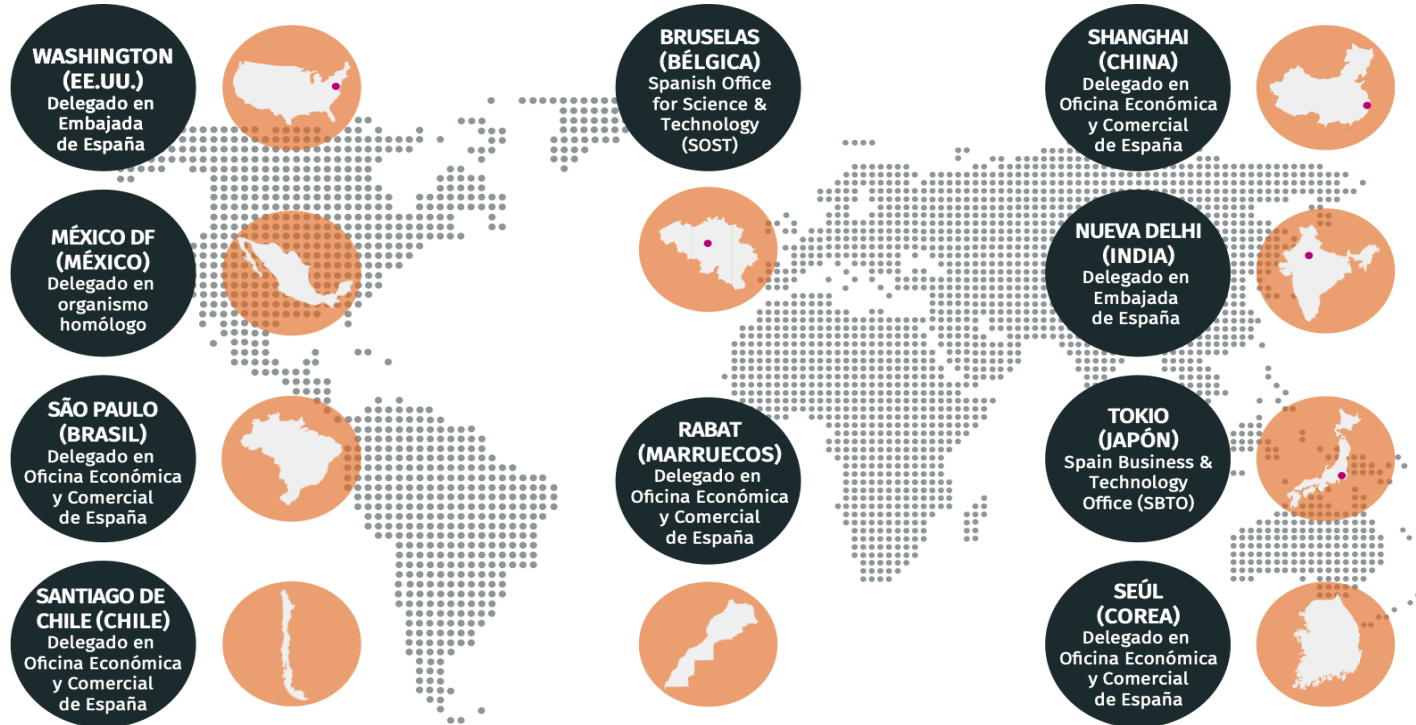 WASHINGTON
(EE.UU.)
Delegado en
Embajada
de España
MÉXICO DF
(MÉXICO)
Delegado en
organismo
homólogo
SÃO PAULO
(BRASIL)
Delegado en
Oficina Económica
y Comercial
de España
SANTIAGO DE
CHILE (CHILE)
Delegado en
Oficina Económica
y Comercial
de España
BRUSELAS
(BÉLGICA)
Spanish Office
for Science &
Technology
(SOST)
RABAT
(MARRUECOS)
Delegado en
Oficina Económica
y Comercial
de España
SHANGHAI
(CHINA)
Delegado en
Oficina Económica
y Comercial
de España
NUEVA DELHI
(INDIA)
Delegado en
Embajada
de España
TOKIO
(JAPÓN)
Spain Business &
Technology
Office (SBTO)
SEÚL
(COREA)
Delegado en
Oficina Económica
y Comercial
de España